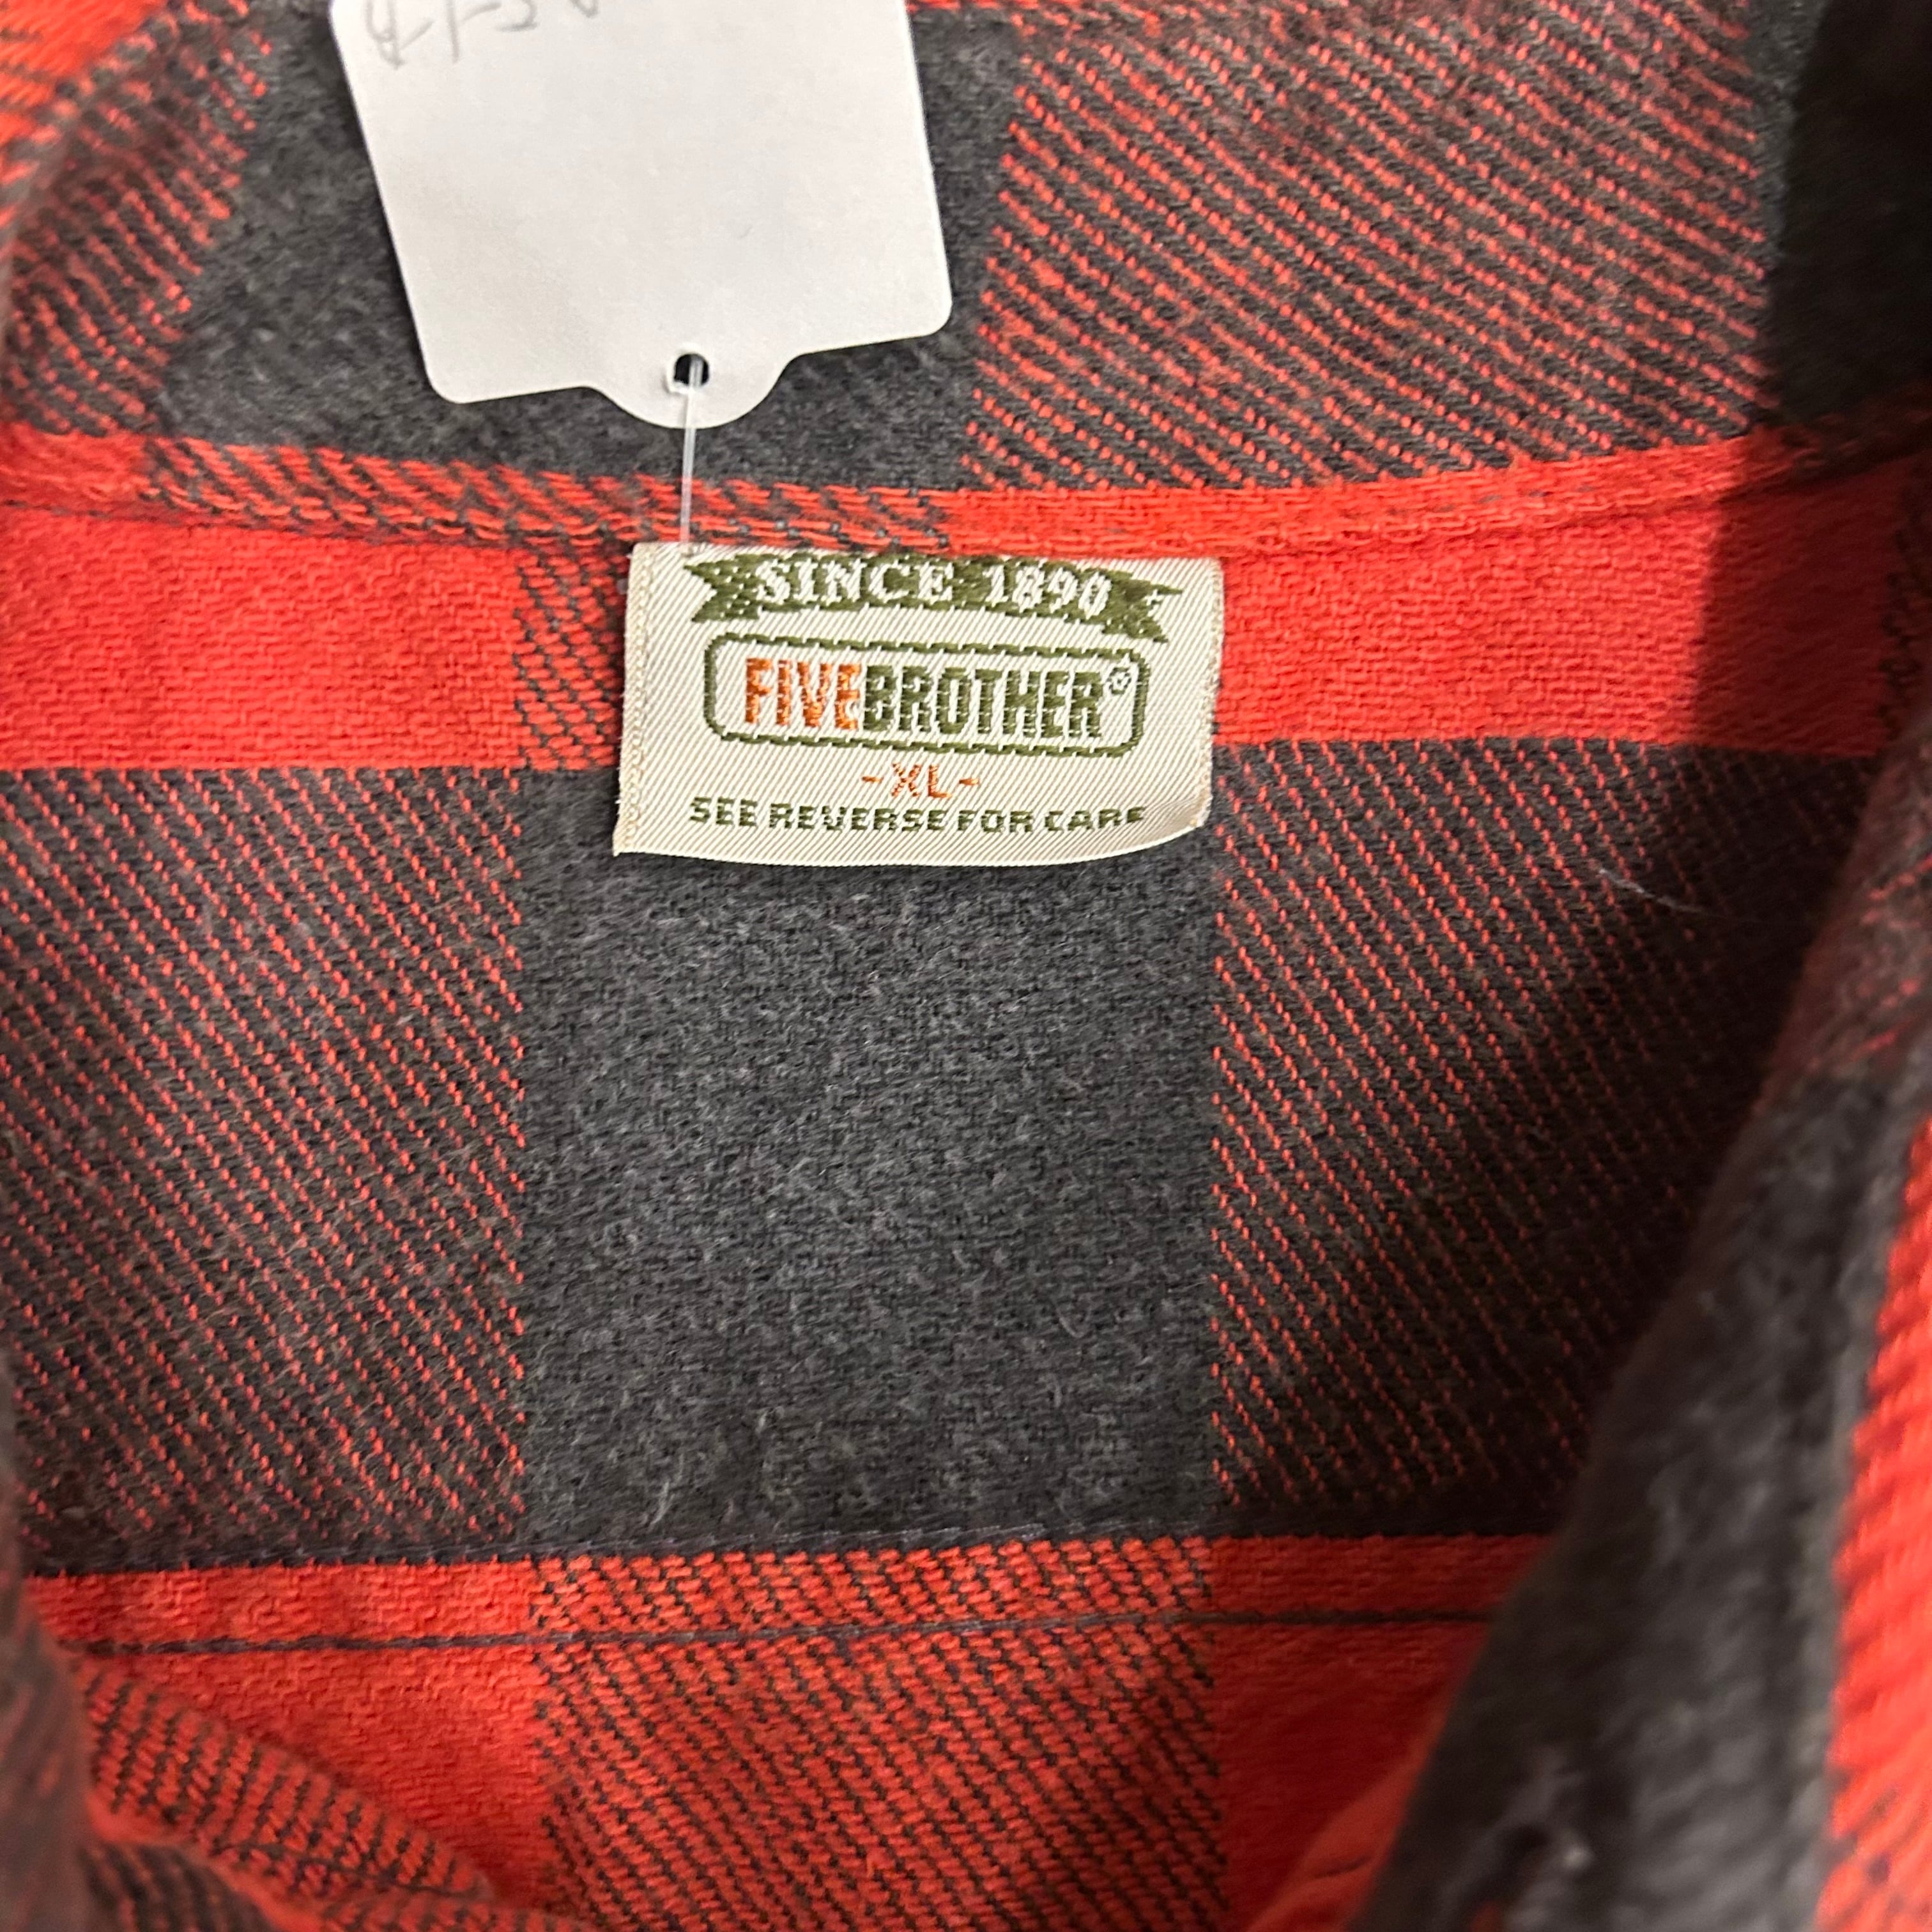 SINCE 1890
FIVEBROTHER®
-XL-
SEE REVERSE FOR CARE